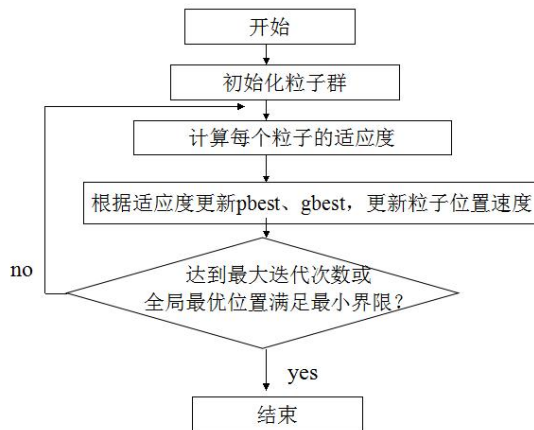 开始
初始化粒子群
计算每个粒子的适应度
根据适应度更新pbest、gbest，更新粒子位置速度
达到最大迭代次数或
全局最优位置满足最小界限？
no
yes
结束